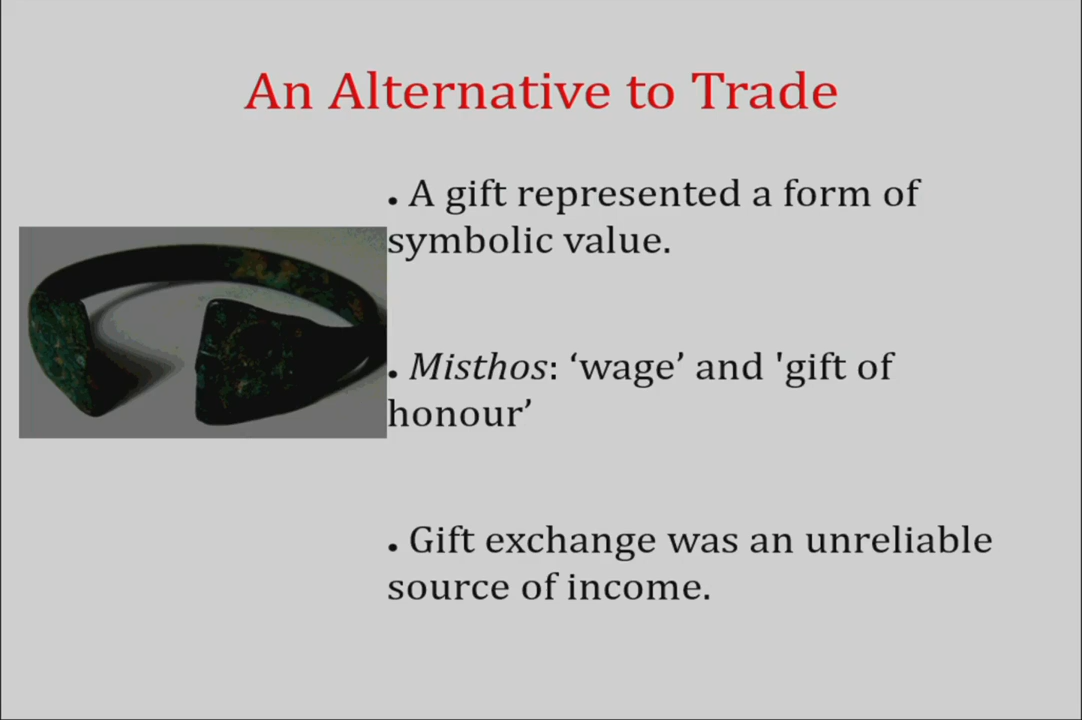 An Alternative to Trade
• A gift represented a form of
symbolic value.
• Misthos: ‘wage’ and 'gift of
honour’
• Gift exchange was an unreliable
source of income.